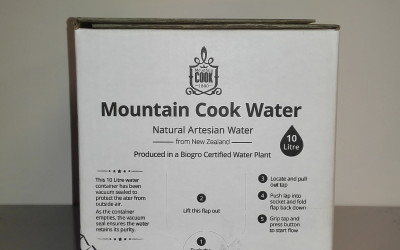 MOUNTAIN
COOK
1860
Mountain Cook Water
Natural Artesian Water
from New Zealand
Produced in a Biogro Certified Water Plant
10
Litre
This 10 Litre water
container has been
vacuum sealed to
protect the ater from
outside air.
As the container
empties, the vacuum
seal ensures the water
retains its purity.
2
Lift this flap out
1
3 Locate and pull
out tap
4 Push tap into
socket and fold
flap back down
5 Grip tap and
press button
to start flow